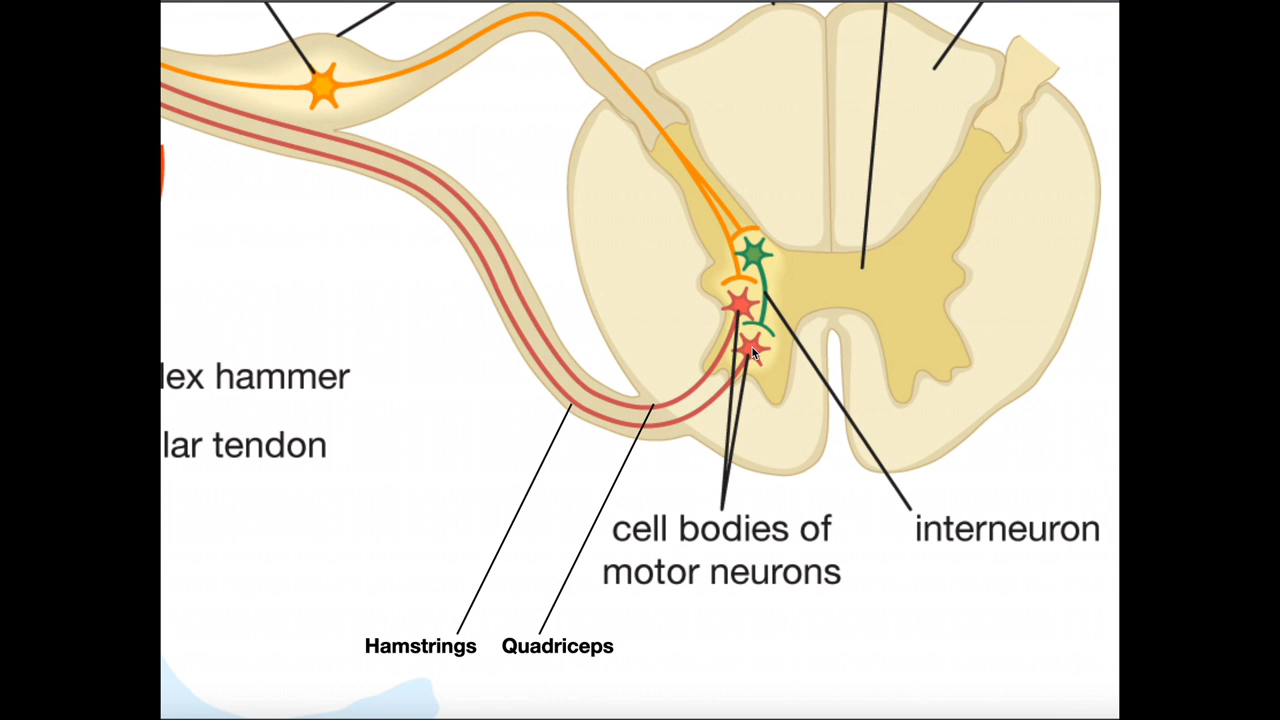 lex hammer
lar tendon
cell bodies of
motor neurons
interneuron
Hamstrings
Quadriceps